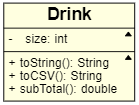 Drink
- size: int
+ toString(): String
+ toCSV(): String
+ subTotal(): double